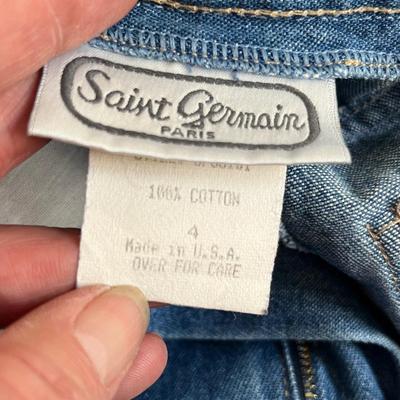 Saint Germain
PARIS
100% COTTON
4
Made in U.S.A.
OVER FOR CARE